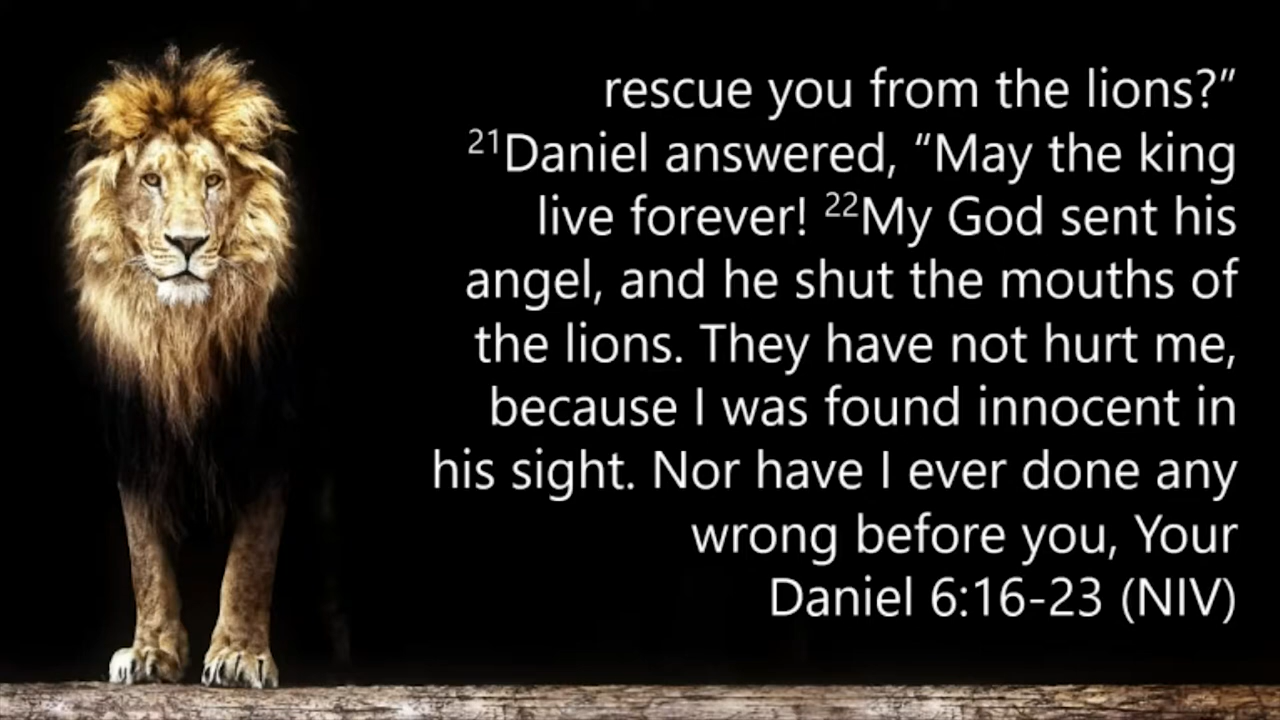 rescue you from the lions?”
²¹Daniel answered, “May the king
live forever! ²²My God sent his
angel, and he shut the mouths of
the lions. They have not hurt me,
because I was found innocent in
his sight. Nor have I ever done any
wrong before you, Your
Daniel 6:16-23 (NIV)